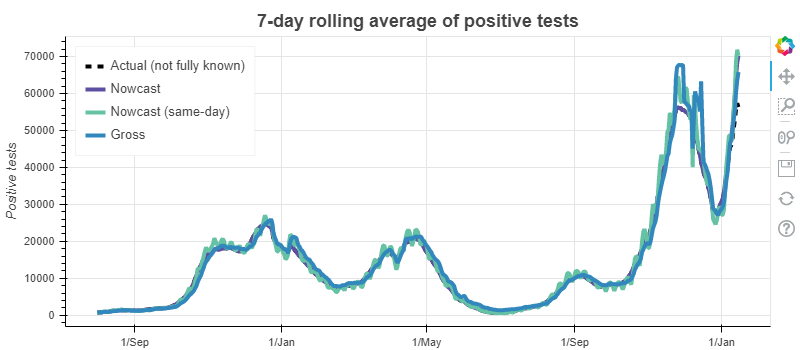 7-day rolling average of positive tests
Positive tests
70000
60000
50000
40000
30000
20000
10000
0
Actual (not fully known)
Nowcast
Nowcast (same-day)
Gross
1/Sep
1/Jan
1/May
1/Sep
1/Jan